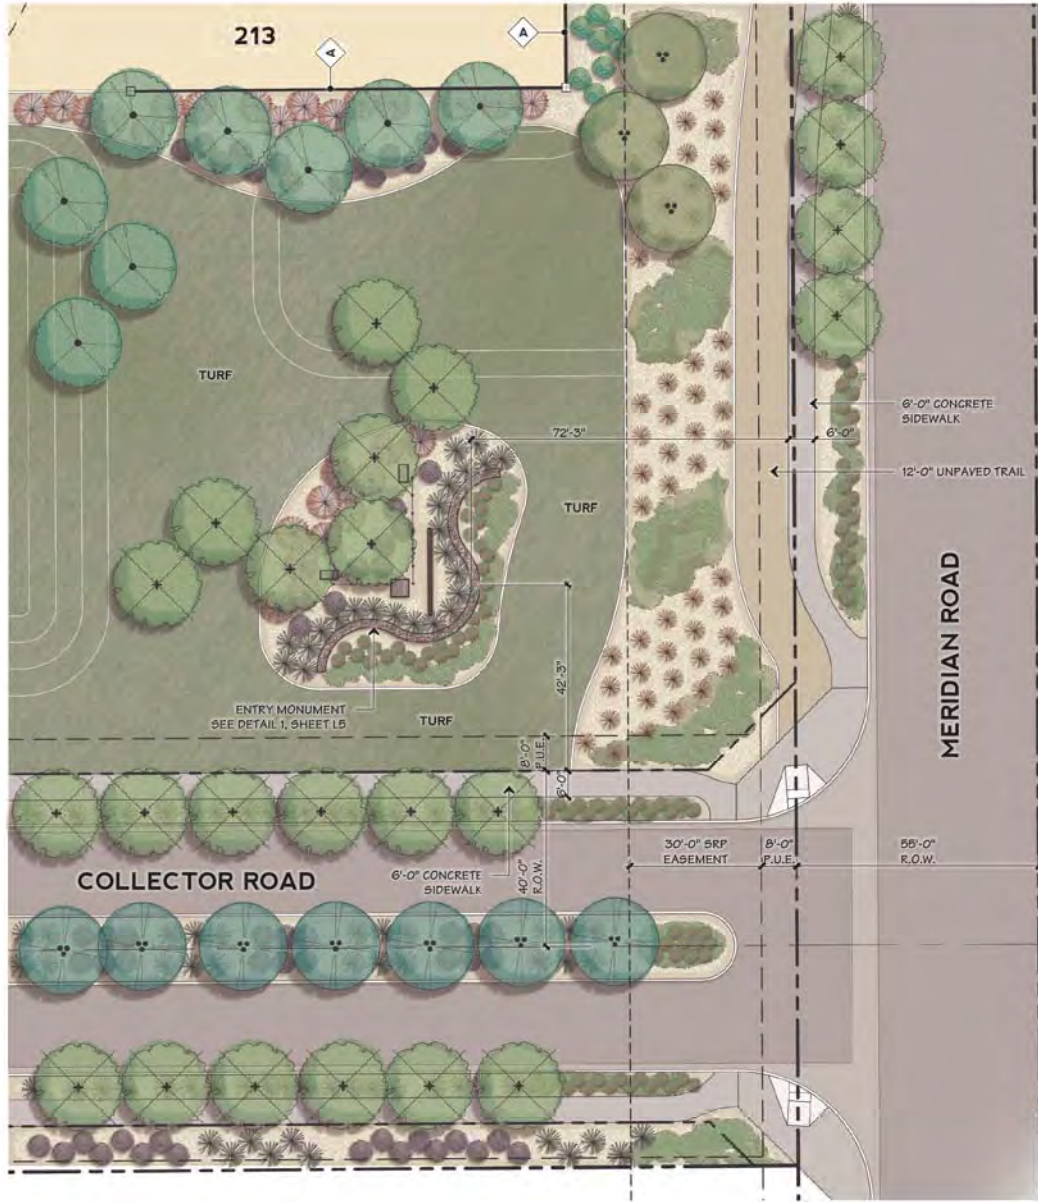 213
A
A
TURF
72'-3"
6'-0"
6'-0" CONCRETE
SIDEWALK
12'-0" UNPAVED TRAIL
TURF
MERIDIAN ROAD
42'-3"
ENTRY MONUMENT
SEE DETAIL 1, SHEET L5
TURF
8'-0"
P.U.E.
6'-0"
COLLECTOR ROAD
6'-0" CONCRETE
SIDEWALK
40'-0"
R.O.W.
30'-0" SRP
EASEMENT
8'-0"
P.U.E.
55'-0"
R.O.W.